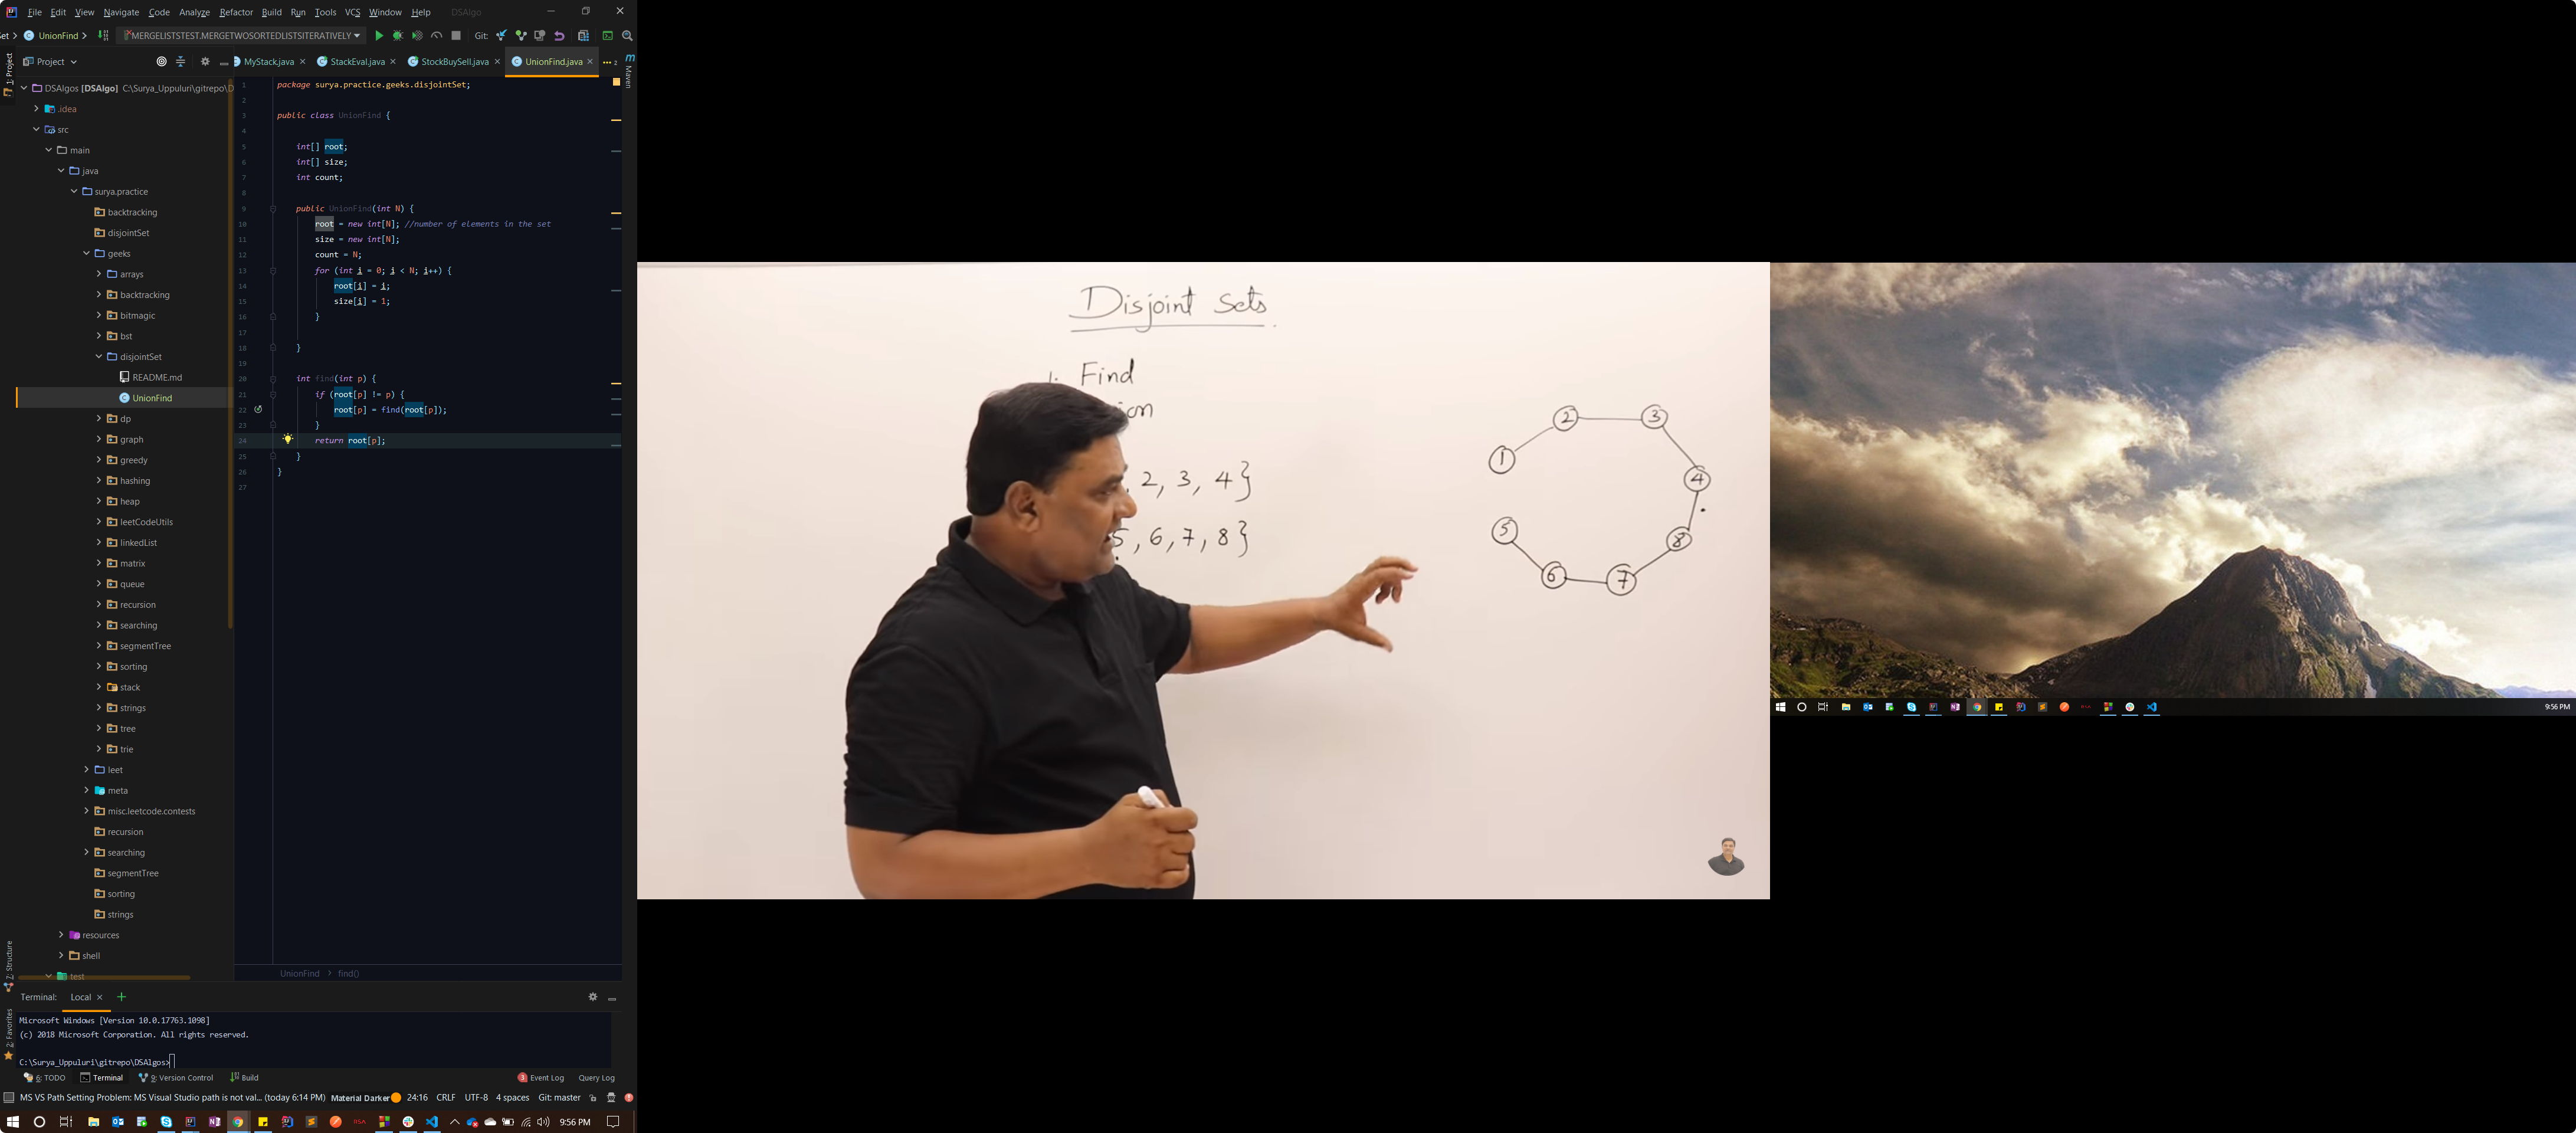 File Edit View Navigate Code Analyze Refactor Build Run Tools VCS Window Help DSAlgo
UnionFind
MERGELISTSTEST.MERGETWOSORTEDLISTSITERATIVELY
Git:
1: Project
Project
DSAlgos [DSAlgo] C:\Surya_Uppuluri\gitrepo\D
.idea
src
main
java
surya.practice
backtracking
disjointSet
geeks
arrays
backtracking
bitmagic
bst
disjointSet
README.md
UnionFind
dp
graph
greedy
hashing
heap
leetCodeUtils
linkedList
matrix
queue
recursion
searching
segmentTree
sorting
stack
strings
tree
trie
leet
meta
misc.leetcode.contests
recursion
searching
segmentTree
sorting
strings
resources
shell
test
7: Structure
2: Favorites
MyStack.java StackEval.java StockBuySell.java UnionFind.java
Maven
1 package surya.practice.geeks.disjointSet;
2
3 public class UnionFind {
4
5 int[] root;
6 int[] size;
7 int count;
8
9 public UnionFind(int N) {
10 root = new int[N]; //number of elements in the set
11 size = new int[N];
12 count = N;
13 for (int i = 0; i < N; i++) {
14 root[i] = i;
15 size[i] = 1;
16 }
17
18 }
19
20 int find(int p) {
21 if (root[p] != p) {
22 root[p] = find(root[p]);
23 }
24 return root[p];
25 }
26 }
27
UnionFind > find()
Terminal: Local
Microsoft Windows [Version 10.0.17763.1098]
(c) 2018 Microsoft Corporation. All rights reserved.
C:\Surya_Uppuluri\gitrepo\DSAlgos>
6: TODO Terminal 9: Version Control Build 3 Event Log Query Log
MS VS Path Setting Problem: MS Visual Studio path is not val... (today 6:14 PM) Material Darker 24:16 CRLF UTF-8 4 spaces Git: master
9:56 PM
Disjoint Sets
1. Find
ion
2, 3, 4}
5, 6, 7, 8}
2 3
1
4
5
8
6 7
9:56 PM